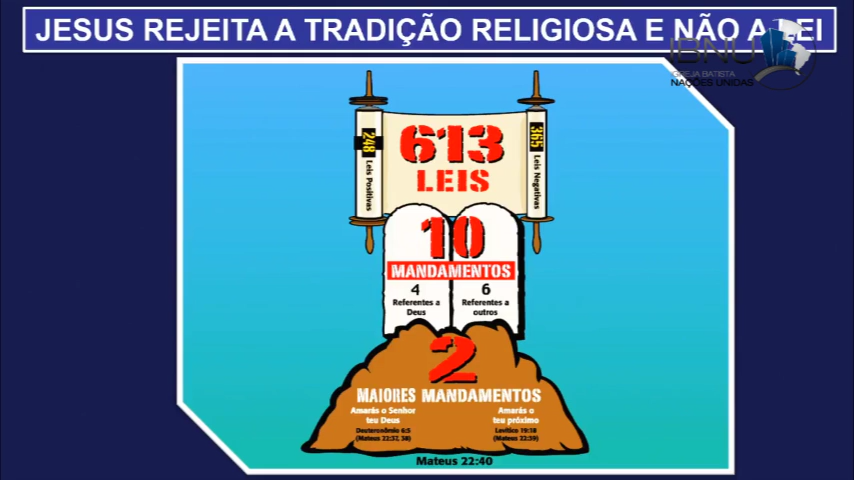 JESUS REJEITA A TRADIÇÃO RELIGIOSA E NÃO A LEI
IBNU
IGREJA BATISTA
NAÇÕES UNIDAS
613
LEIS
248
Leis Positivas
365
Leis Negativas
10
MANDAMENTOS
4
Referentes a
Deus
6
Referentes a
outros
2
MAIORES MANDAMENTOS
Amarás o Senhor
teu Deus
Deuteronômio 6:5
(Mateus 22:37, 38)
Amarás o
teu próximo
Levítico 19:18
(Mateus 22:39)
Mateus 22:40